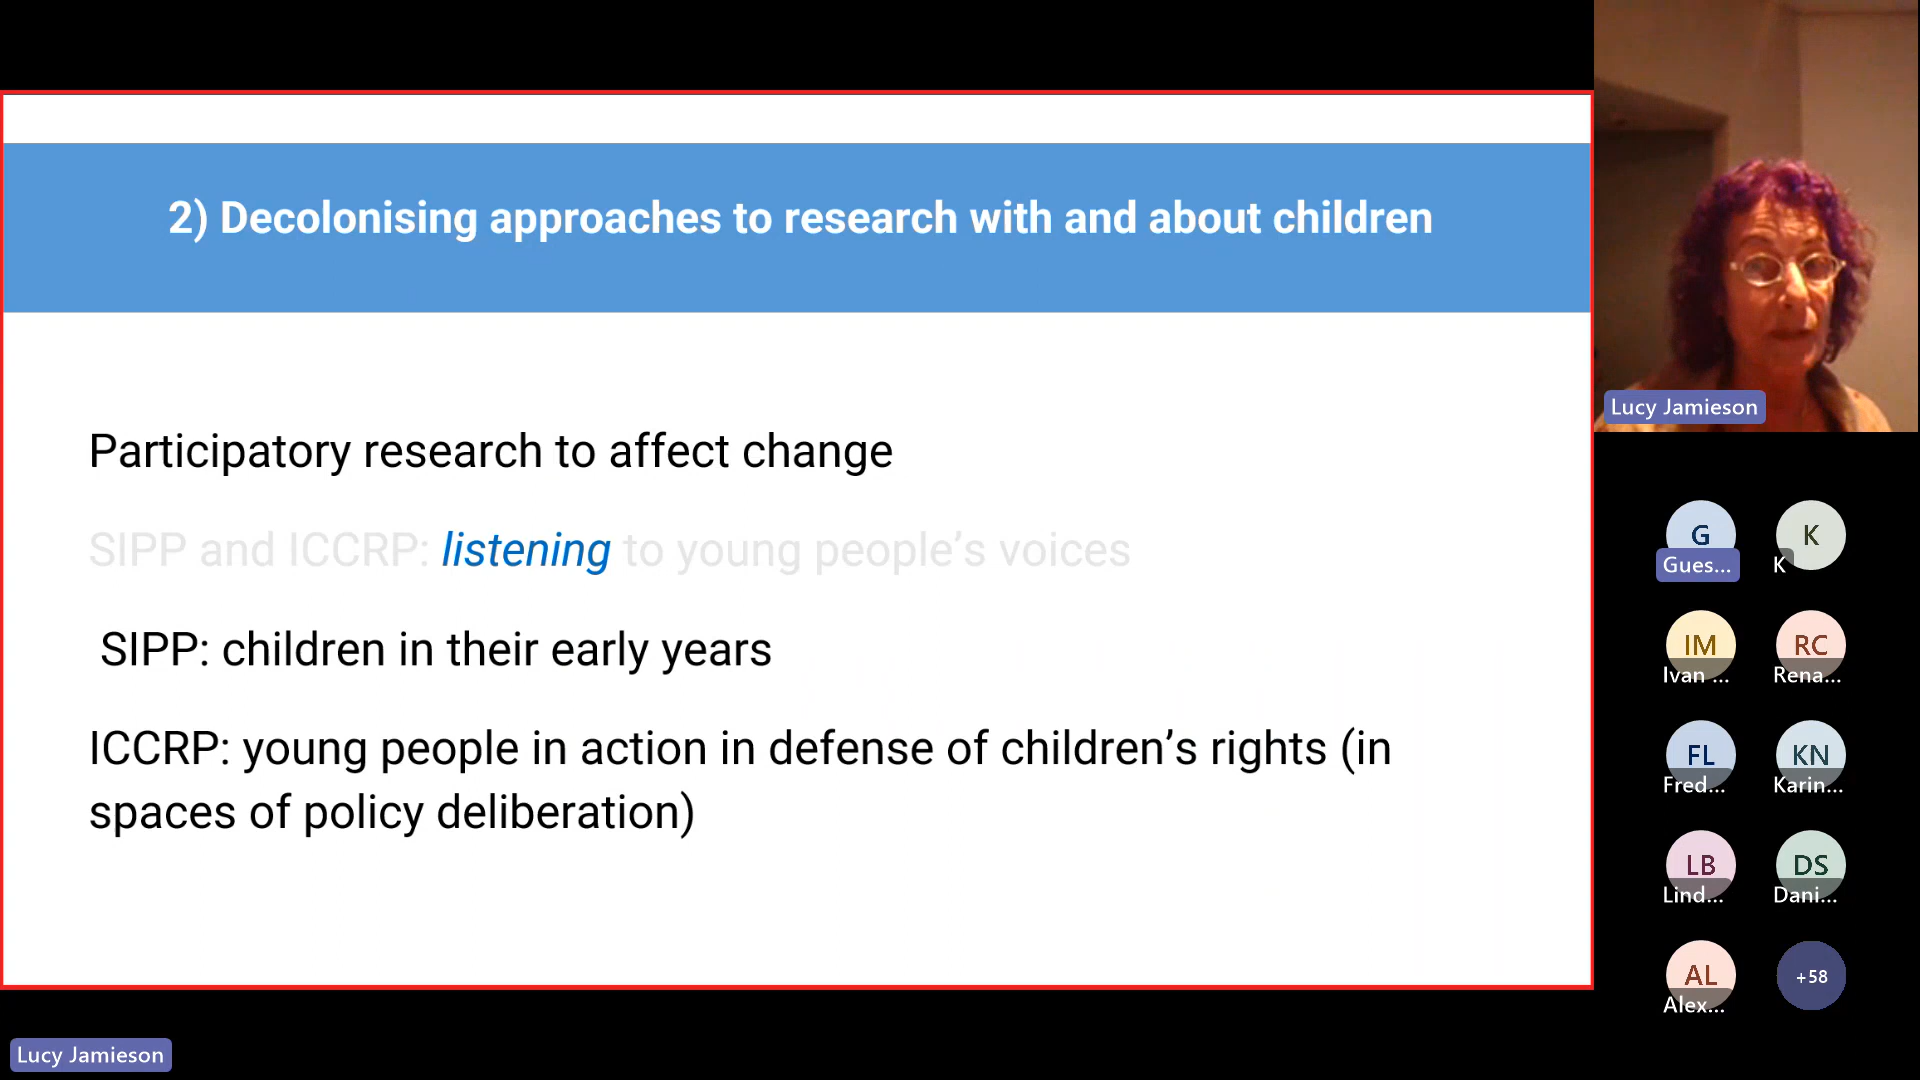 2) Decolonising approaches to research with and about children
Participatory research to affect change
SIPP and ICCRP: listening to young people’s voices
SIPP: children in their early years
ICCRP: young people in action in defense of children’s rights (in
spaces of policy deliberation)
Lucy Jamieson
Lucy Jamieson
G
Gues...
K
K
IM
Ivan ...
RC
Rena...
FL
Fred...
KN
Karin...
LB
Lind...
DS
Dani...
AL
Alex...
+58